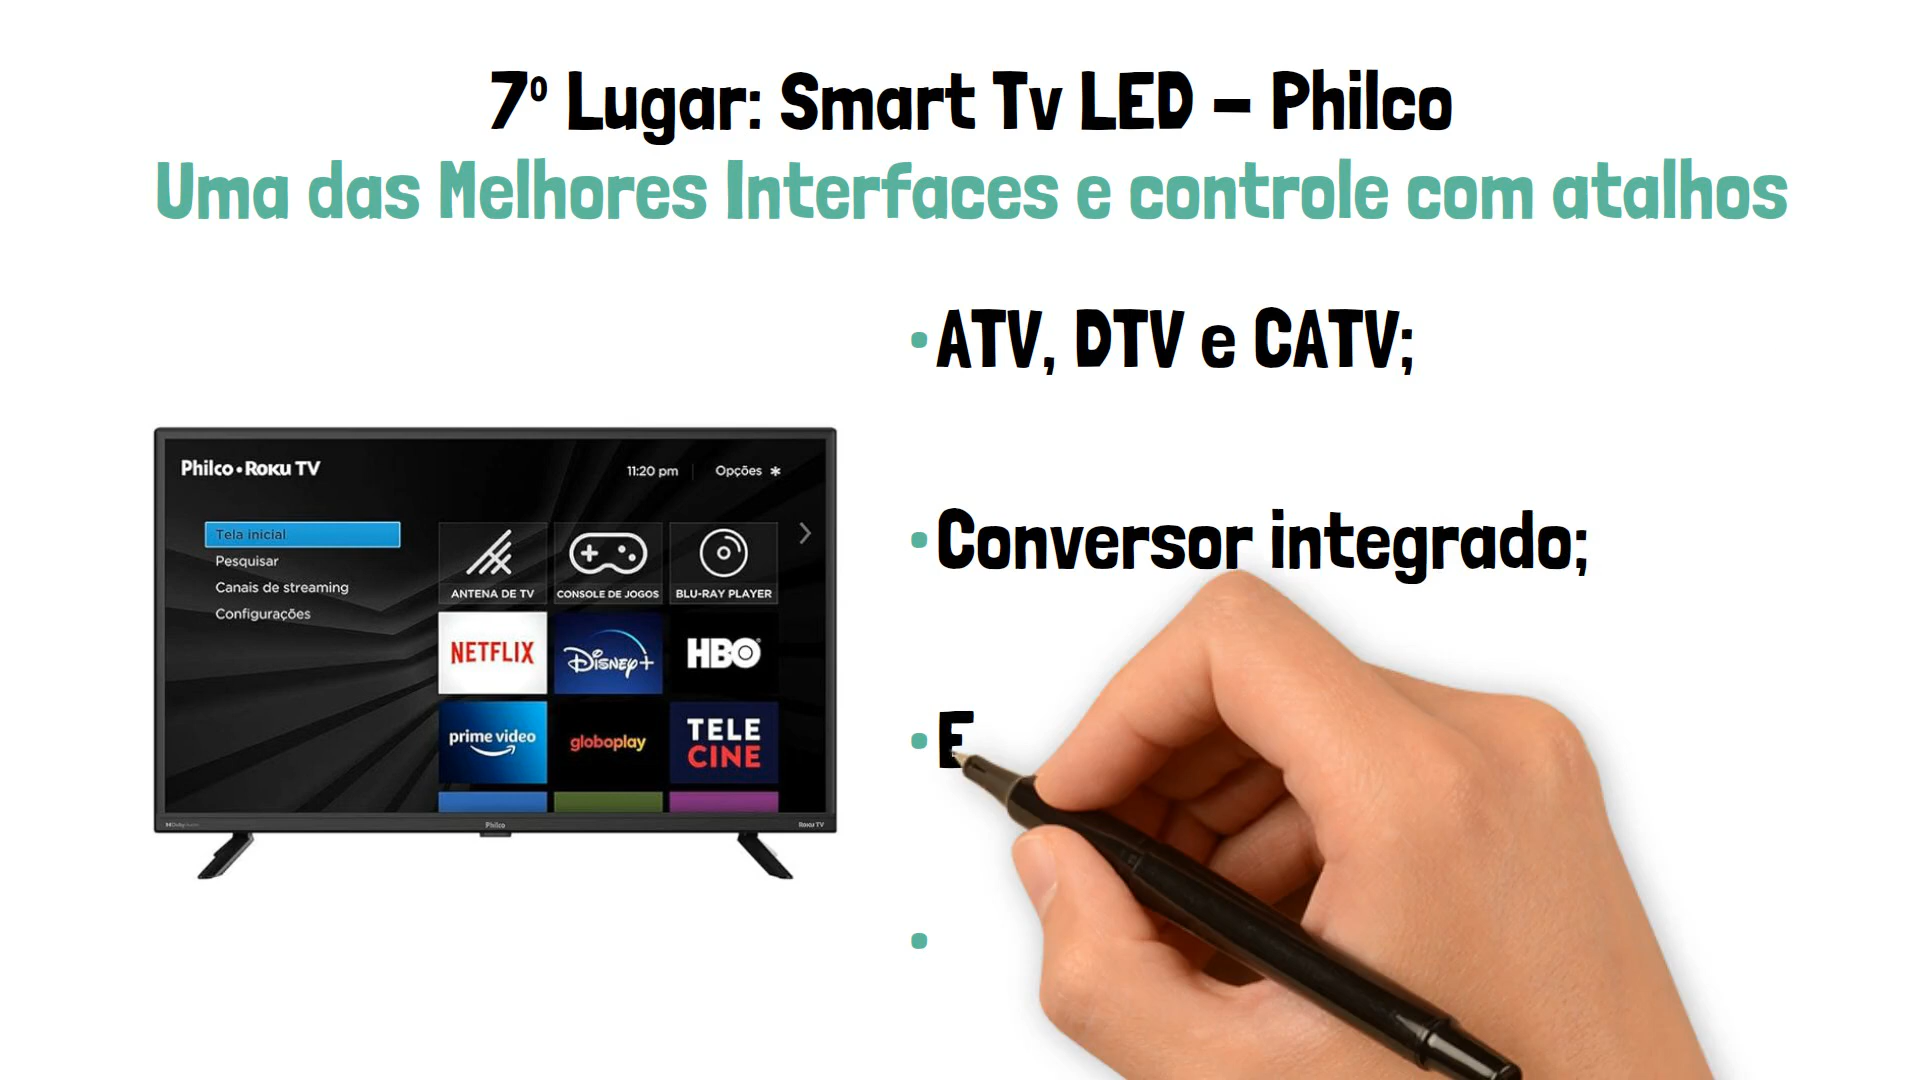 7º Lugar: Smart Tv LED – Philco
Uma das Melhores Interfaces e controle com atalhos
• ATV, DTV e CATV;
• Conversor integrado;
• E
•
Philco • Roku TV
11:20 pm | Opções *
Tela inicial
Pesquisar
Canais de streaming
Configurações
ANTENA DE TV
CONSOLE DE JOGOS
BLU-RAY PLAYER
NETFLIX
Disney+
HBO
prime video
globoplay
TELE
CINE
Philco
Roku TV